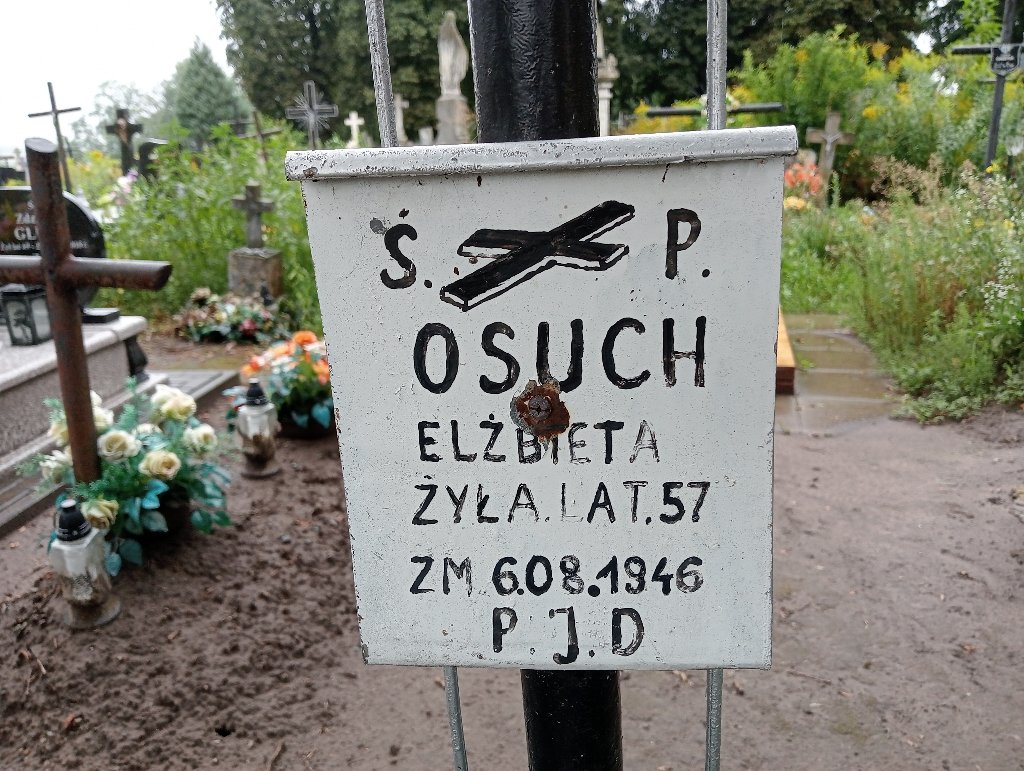 Ś. P.
OSUCH
ELŻBIETA
ŻYŁA.LAT.57
ZM 6.08.1946
P.J.D